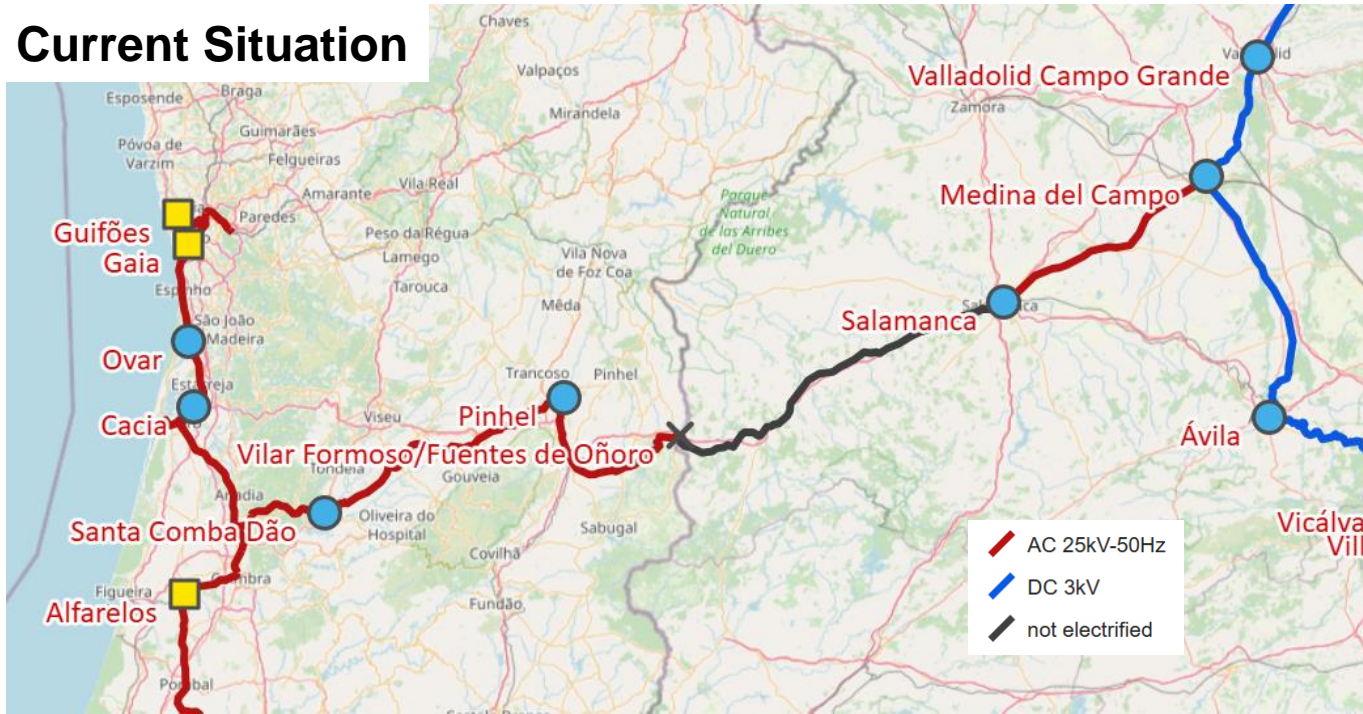 Current Situation
Chaves
Valladolid
Valpaços
Valladolid Campo Grande
Esposende
Braga
Mirandela
Zamora
Guimarães
Póvoa de
Varzim
Felgueiras
Amarante
Vila Real
Medina del Campo
Parque
Natural
de las Arribes
del Duero
Paredes
Guifões
Peso da Régua
Gaia
Lamego
Vila Nova
de Foz Coa
Espinho
Tarouca
Mêda
Salamanca
São João
Madeira
Ovar
Trancoso
Pinhel
Estarreja
Pinhel
Cacia
Viseu
Ávila
Vilar Formoso/Fuentes de Oñoro
Tondela
Gouveia
Anadia
Oliveira do
Hospital
Santa Comba Dão
Sabugal
Vicálva
Vill
AC 25kV-50Hz
Covilhã
Coimbra
Figueira
DC 3kV
Alfarelos
Fundão
not electrified
Pombal